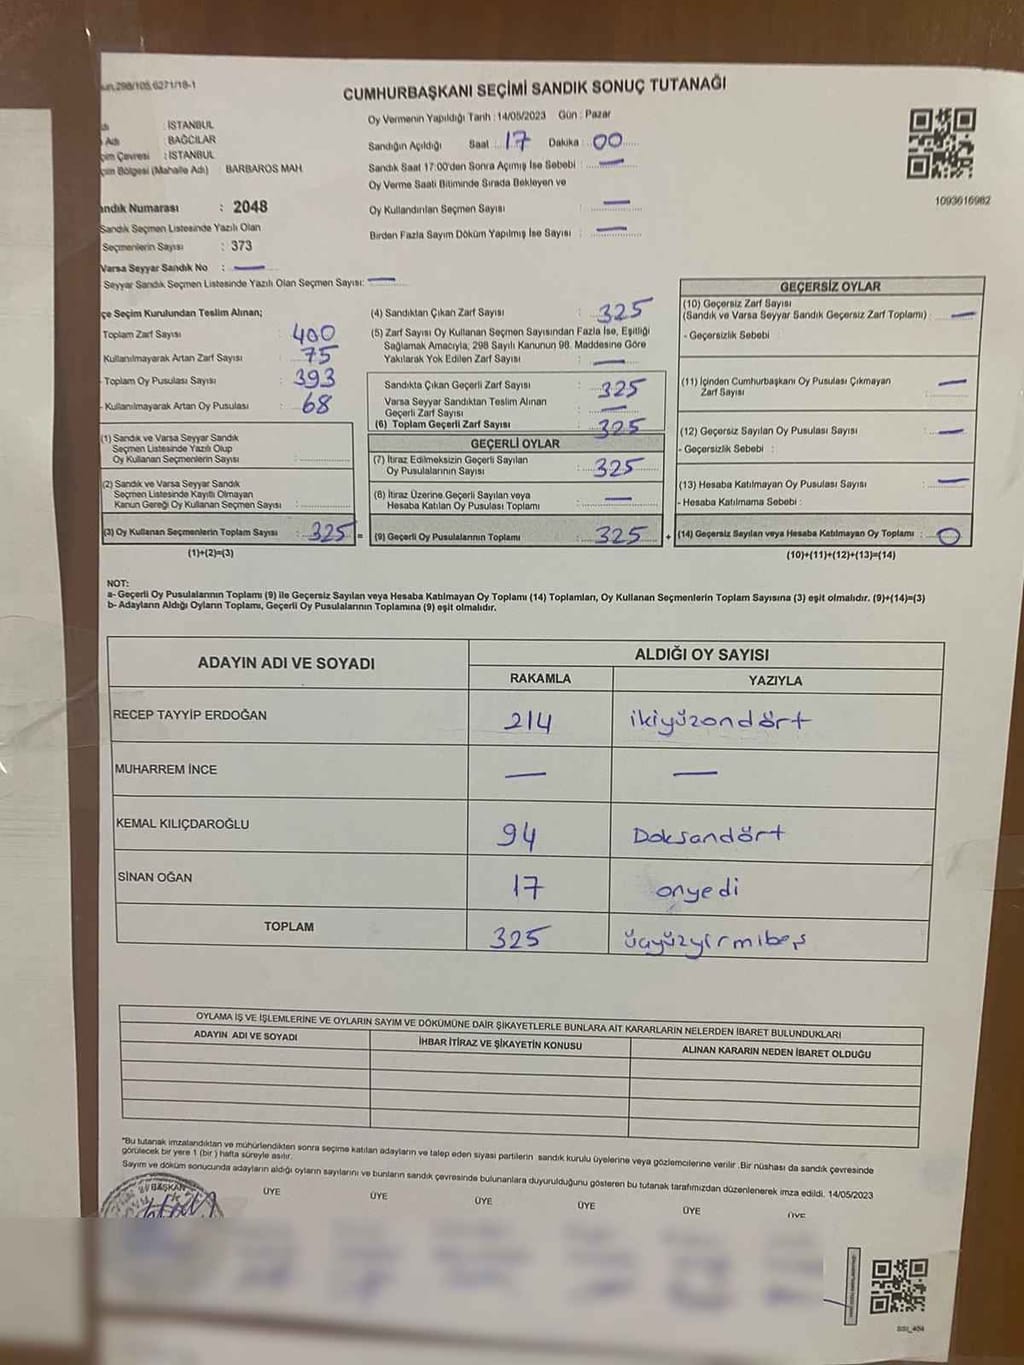 298/105,6271/18-1
CUMHURBAŞKANI SEÇİMİ SANDIK SONUÇ TUTANAĞI
: İSTANBUL
Adı : BAĞCILAR
Çevresi : İSTANBUL
Bölgesi (Mahalle Adı) : BARBAROS MAH
Sandık Numarası : 2048
Sandık Seçmen Listesinde Yazılı Olan
Seçmenlerin Sayısı : 373
Varsa Seyyar Sandık No : —
Seyyar Sandık Seçmen Listesinde Yazılı Olan Seçmen Sayısı: —
Oy Vermenin Yapıldığı Tarih : 14/05/2023 Gün : Pazar
Sandığın Açıldığı Saat 17 Dakika 00
Sandık Saat 17:00'den Sonra Açımış İse Sebebi : —
Oy Verme Saati Bitiminde Sırada Bekleyen ve
Oy Kullandırılan Seçmen Sayısı : —
Birden Fazla Sayım Döküm Yapılmış İse Sayısı : —
1093616982
İlçe Seçim Kurulundan Teslim Alınan;
Toplam Zarf Sayısı : 400
Kullanılmayarak Artan Zarf Sayısı : 75
- Toplam Oy Pusulası Sayısı : 393
- Kullanılmayarak Artan Oy Pusulası : 68
(1) Sandık ve Varsa Seyyar Sandık
Seçmen Listesinde Yazılı Olup
Oy Kullanan Seçmenlerin Sayısı :
(2) Sandık ve Varsa Seyyar Sandık
Seçmen Listesinde Kayıtlı Olmayan
Kanun Gereği Oy Kullanan Seçmen Sayısı :
(3) Oy Kullanan Seçmenlerin Toplam Sayısı : 325 =
(1)+(2)=(3)
(4) Sandıktan Çıkan Zarf Sayısı : 325
(5) Zarf Sayısı Oy Kullanan Seçmen Sayısından Fazla İse, Eşitliği
Sağlamak Amacıyla, 298 Sayılı Kanunun 98. Maddesine Göre
Yakılarak Yok Edilen Zarf Sayısı : —
Sandıkta Çıkan Geçerli Zarf Sayısı : 325
Varsa Seyyar Sandıktan Teslim Alınan
Geçerli Zarf Sayısı : —
(6) Toplam Geçerli Zarf Sayısı : 325
GEÇERLİ OYLAR
(7) İtiraz Edilmeksizin Geçerli Sayılan
Oy Pusulalarının Sayısı : 325
(8) İtiraz Üzerine Geçerli Sayılan veya
Hesaba Katılan Oy Pusulası Toplamı : —
(9) Geçerli Oy Pusulalarının Toplamı : 325 +
GEÇERSİZ OYLAR
(10) Geçersiz Zarf Sayısı
(Sandık ve Varsa Seyyar Sandık Geçersiz Zarf Toplamı) : —
- Geçersizlik Sebebi :
(11) İçinden Cumhurbaşkanı Oy Pusulası Çıkmayan
Zarf Sayısı : —
(12) Geçersiz Sayılan Oy Pusulası Sayısı : —
- Geçersizlik Sebebi :
(13) Hesaba Katılmayan Oy Pusulası Sayısı : —
- Hesaba Katılmama Sebebi :
(14) Geçersiz Sayılan veya Hesaba Katılmayan Oy Toplamı : 0
(10)+(11)+(12)+(13)=(14)
NOT:
a- Geçerli Oy Pusulalarının Toplamı (9) ile Geçersiz Sayılan veya Hesaba Katılmayan Oy Toplamı (14) Toplamları, Oy Kullanan Seçmenlerin Toplam Sayısına (3) eşit olmalıdır. (9)+(14)=(3)
b- Adayların Aldığı Oyların Toplamı, Geçerli Oy Pusulalarının Toplamına (9) eşit olmalıdır.
ADAYIN ADI VE SOYADI
ALDIĞI OY SAYISI
RAKAMLA YAZIYLA
RECEP TAYYİP ERDOĞAN 214 ikiyüzondört
MUHARREM İNCE — —
KEMAL KILIÇDAROĞLU 94 Doksandört
SİNAN OĞAN 17 onyedi
TOPLAM 325 üçyüzyirmibeş
OYLAMA İŞ VE İŞLEMLERİNE VE OYLARIN SAYIM VE DÖKÜMÜNE DAİR ŞİKAYETLERLE BUNLARA AİT KARARLARIN NELERDEN İBARET BULUNDUKLARI
ADAYIN ADI VE SOYADI İHBAR İTİRAZ VE ŞİKAYETİN KONUSU ALINAN KARARIN NEDEN İBARET OLDUĞU
"Bu tutanak imzalandıktan ve mühürlendikten sonra seçime katılan adayların ve talep eden siyasi partilerin sandık kurulu üyelerine veya gözlemcilerine verilir .Bir nüshası da sandık çevresinde
görülecek bir yere 1 (bir) hafta süreyle asılır.
Sayım ve döküm sonucunda adayların aldığı oyların sayılarını ve bunların sandık çevresinde bulunanlara duyurulduğunu gösteren bu tutanak tarafımızdan düzenlenerek imza edildi. 14/05/2023
BAŞKAN ÜYE ÜYE ÜYE ÜYE ÜYE ÜYE